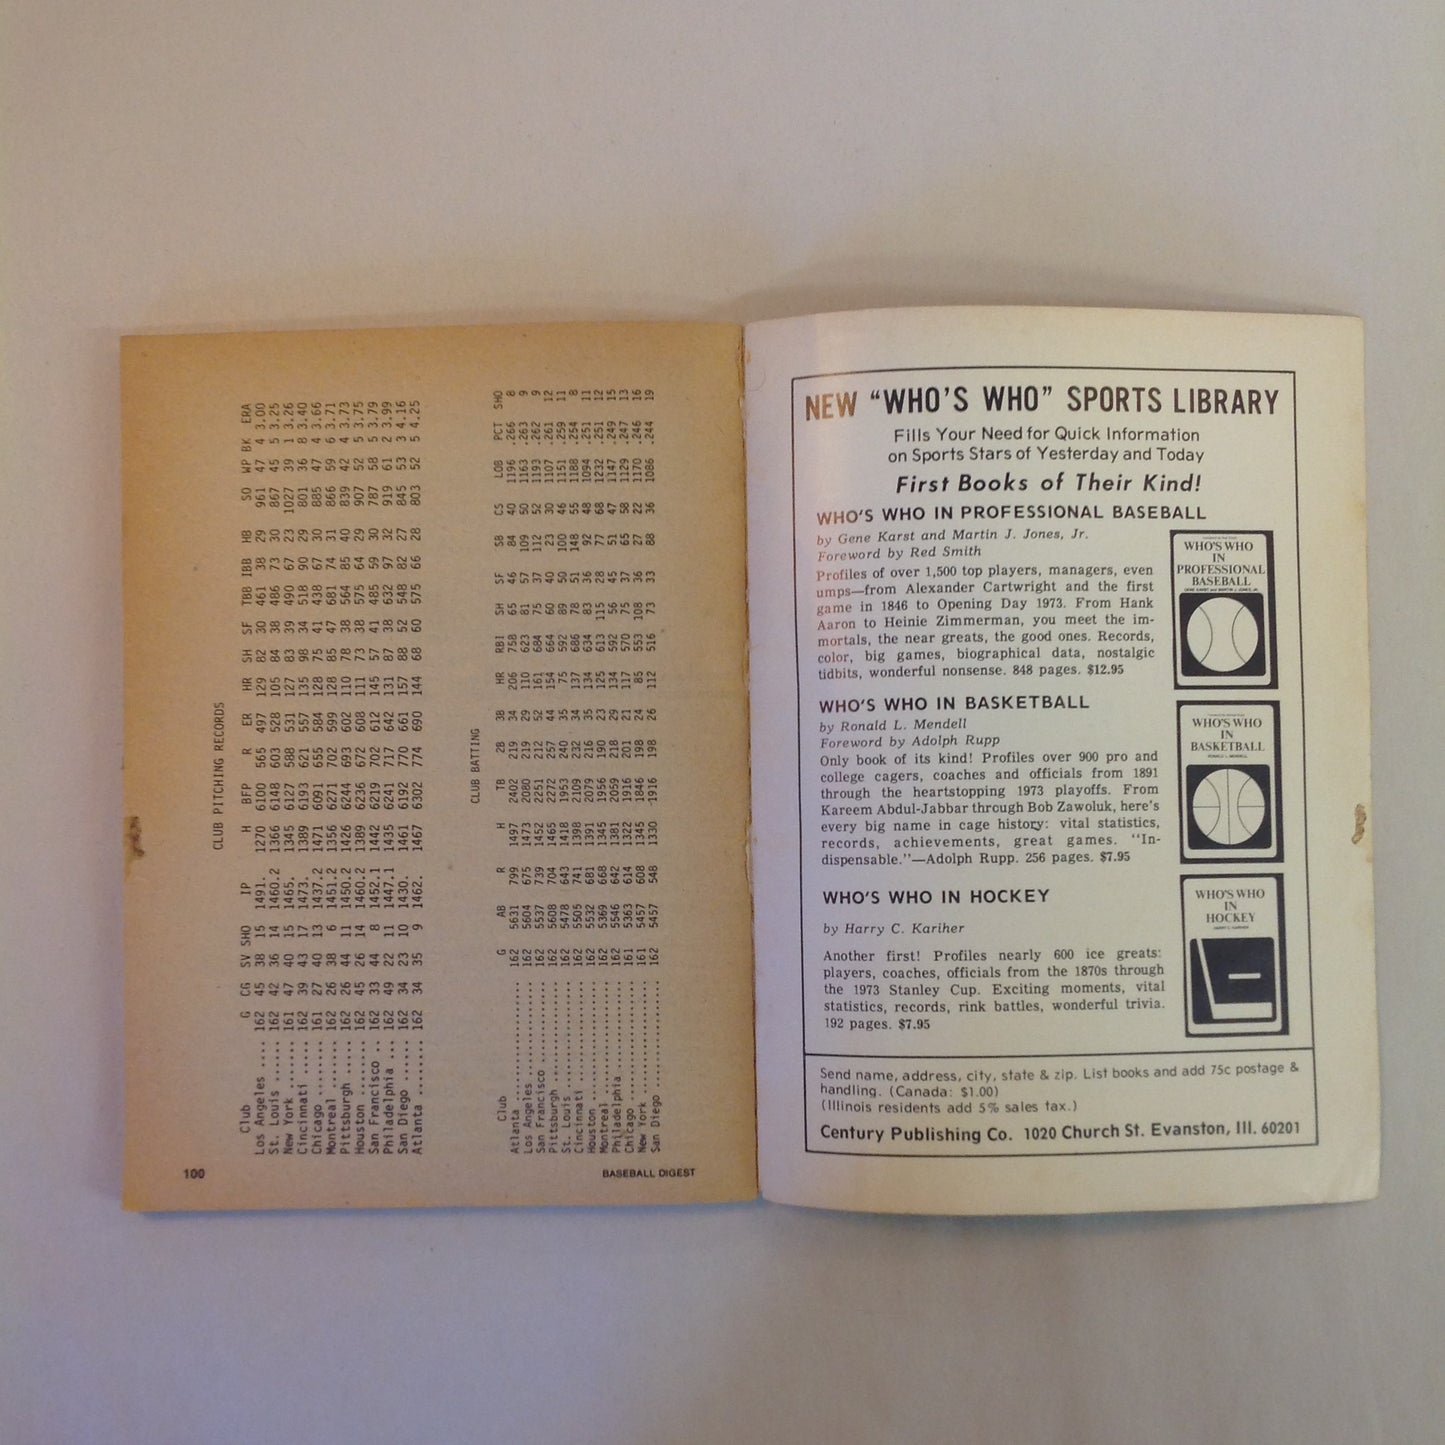 CLUB PITCHING RECORDS
Club G CG SV SHO IP H BFP R ER HR SH SF TBB IBB HB SO WP BK ERA
Los Angeles .... 162 45 38 15 1491. 1270 6100 565 497 129 82 30 461 38 29 961 47 4 3.00
St. Louis ...... 162 42 36 14 1460.2 1366 6148 603 528 105 84 38 486 73 30 867 45 5 3.25
New York ....... 161 47 40 15 1465. 1345 6127 588 531 127 83 39 490 67 23 1027 39 1 3.26
Cincinnati ..... 162 39 43 17 1473. 1389 6193 621 557 135 98 34 518 90 29 801 36 8 3.40
Chicago ........ 161 27 40 13 1437.2 1471 6091 655 584 128 75 41 438 67 30 885 47 4 3.66
Montreal ....... 162 26 38 6 1451.2 1356 6271 702 599 128 85 47 681 74 31 866 59 6 3.71
Pittsburgh ..... 162 26 44 11 1450.2 1426 6244 693 602 110 78 38 564 85 40 839 42 4 3.73
Houston ........ 162 45 26 14 1460.2 1389 6236 672 608 111 73 38 575 64 29 907 52 5 3.75
San Francisco .. 162 33 44 8 1452.1 1442 6219 702 612 145 57 41 485 59 30 787 58 5 3.79
Philadelphia ... 162 49 22 11 1447.1 1435 6241 717 642 131 87 38 632 97 32 919 61 2 3.99
San Diego ...... 162 34 23 10 1430. 1461 6192 770 661 157 88 52 548 82 27 845 53 3 4.16
Atlanta ........ 162 34 35 9 1462. 1467 6302 774 690 144 68 60 575 66 28 803 52 5 4.25
CLUB BATTING
Club G AB R H TB 2B 3B HR RBI SH SF SB CS LOB PCT SHO
Atlanta .................. 162 5631 799 1497 2402 219 34 206 758 65 46 84 40 1196 .266 8
Los Angeles .............. 162 5604 675 1473 2080 219 29 110 623 81 57 109 50 1163 .263 9
San Francisco ............ 162 5537 739 1452 2251 212 52 161 684 75 37 112 52 1193 .262 9
Pittsburgh ............... 162 5608 704 1465 2272 257 44 154 664 60 40 23 30 1107 .261 12
St. Louis ................ 162 5478 643 1418 1953 240 35 75 592 89 50 100 46 1151 .259 11
Cincinnati ............... 162 5505 741 1398 2109 232 34 137 686 78 51 148 55 1188 .254 8
Houston .................. 162 5532 681 1391 2079 216 35 134 634 83 36 92 48 1094 .251 11
Montreal ................. 162 5369 668 1345 1956 190 23 125 613 115 28 77 68 1232 .251 12
Philadelphia ............. 162 5546 642 1381 2059 218 29 134 592 56 45 51 47 1147 .249 15
Chicago .................. 161 5363 614 1322 1916 201 21 117 570 75 37 65 58 1129 .247 13
New York ................. 161 5457 608 1345 1846 198 24 85 553 108 36 27 22 1170 .246 16
San Diego ................ 162 5457 548 1330 1916 198 26 112 516 73 33 88 36 1086 .244 19
100
BASEBALL DIGEST
NEW "WHO'S WHO" SPORTS LIBRARY
Fills Your Need for Quick Information
on Sports Stars of Yesterday and Today
First Books of Their Kind!
WHO'S WHO IN PROFESSIONAL BASEBALL
by Gene Karst and Martin J. Jones, Jr.
Foreword by Red Smith
Profiles of over 1,500 top players, managers, even
umps—from Alexander Cartwright and the first
game in 1846 to Opening Day 1973. From Hank
Aaron to Heinie Zimmerman, you meet the im-
mortals, the near greats, the good ones. Records,
color, big games, biographical data, nostalgic
tidbits, wonderful nonsense. 848 pages. $12.95
WHO'S WHO
IN
PROFESSIONAL
BASEBALL
WHO'S WHO IN BASKETBALL
by Ronald L. Mendell
Foreword by Adolph Rupp
Only book of its kind! Profiles over 900 pro and
college cagers, coaches and officials from 1891
through the heartstopping 1973 playoffs. From
Kareem Abdul-Jabbar through Bob Zawoluk, here's
every big name in cage history: vital statistics,
records, achievements, great games. "In-
dispensable."—Adolph Rupp. 256 pages. $7.95
WHO'S WHO
IN
BASKETBALL
RONALD L. MENDELL
WHO'S WHO IN HOCKEY
by Harry C. Kariher
Another first! Profiles nearly 600 ice greats:
players, coaches, officials from the 1870s through
the 1973 Stanley Cup. Exciting moments, vital
statistics, records, rink battles, wonderful trivia.
192 pages. $7.95
WHO'S WHO
IN
HOCKEY
HARRY C. KARIHER
Send name, address, city, state & zip. List books and add 75c postage &
handling. (Canada: $1.00)
(Illinois residents add 5% sales tax.)
Century Publishing Co. 1020 Church St. Evanston, Ill. 60201